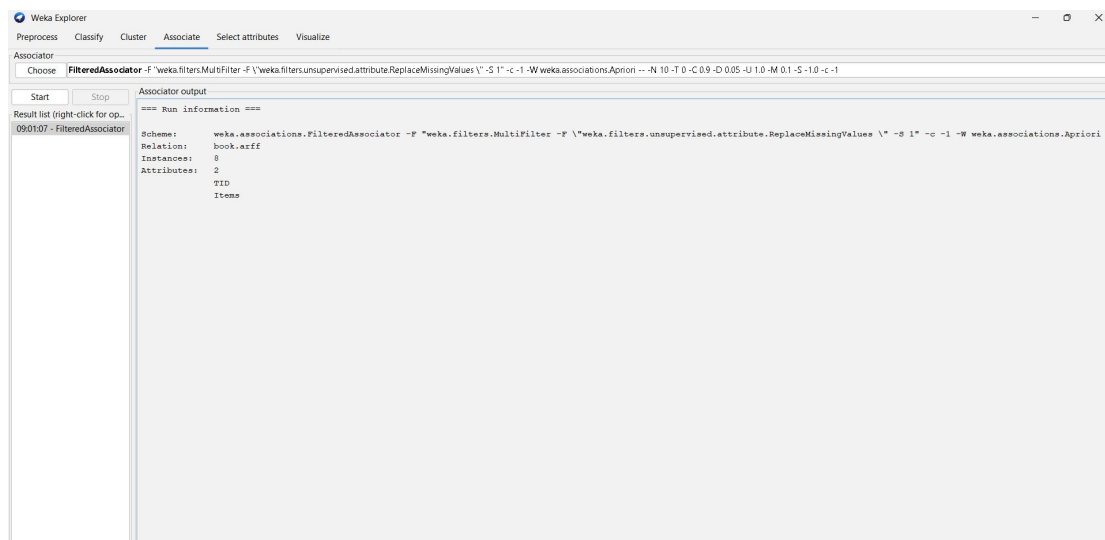 Weka Explorer
Preprocess Classify Cluster Associate Select attributes Visualize
Associator
Choose FilteredAssociator -F "weka.filters.MultiFilter -F \"weka.filters.unsupervised.attribute.ReplaceMissingValues \" -S 1" -c -1 -W weka.associations.Apriori -- -N 10 -T 0 -C 0.9 -D 0.05 -U 1.0 -M 0.1 -S -1.0 -c -1
Start Stop
Result list (right-click for op...
09:01:07 - FilteredAssociator
Associator output
=== Run information ===
Scheme: weka.associations.FilteredAssociator -F "weka.filters.MultiFilter -F \"weka.filters.unsupervised.attribute.ReplaceMissingValues \" -S 1" -c -1 -W weka.associations.Apriori
Relation: book.arff
Instances: 8
Attributes: 2
TID
Items